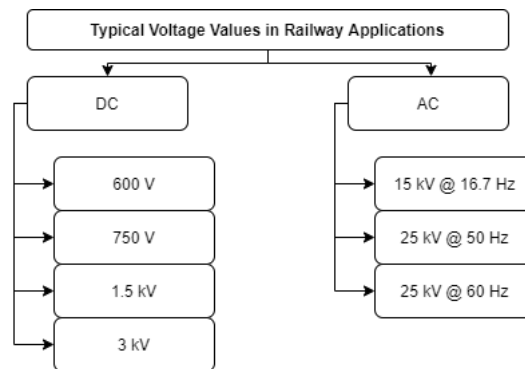 Typical Voltage Values in Railway Applications
DC
AC
600 V
15 kV @ 16.7 Hz
750 V
25 kV @ 50 Hz
1.5 kV
25 kV @ 60 Hz
3 kV